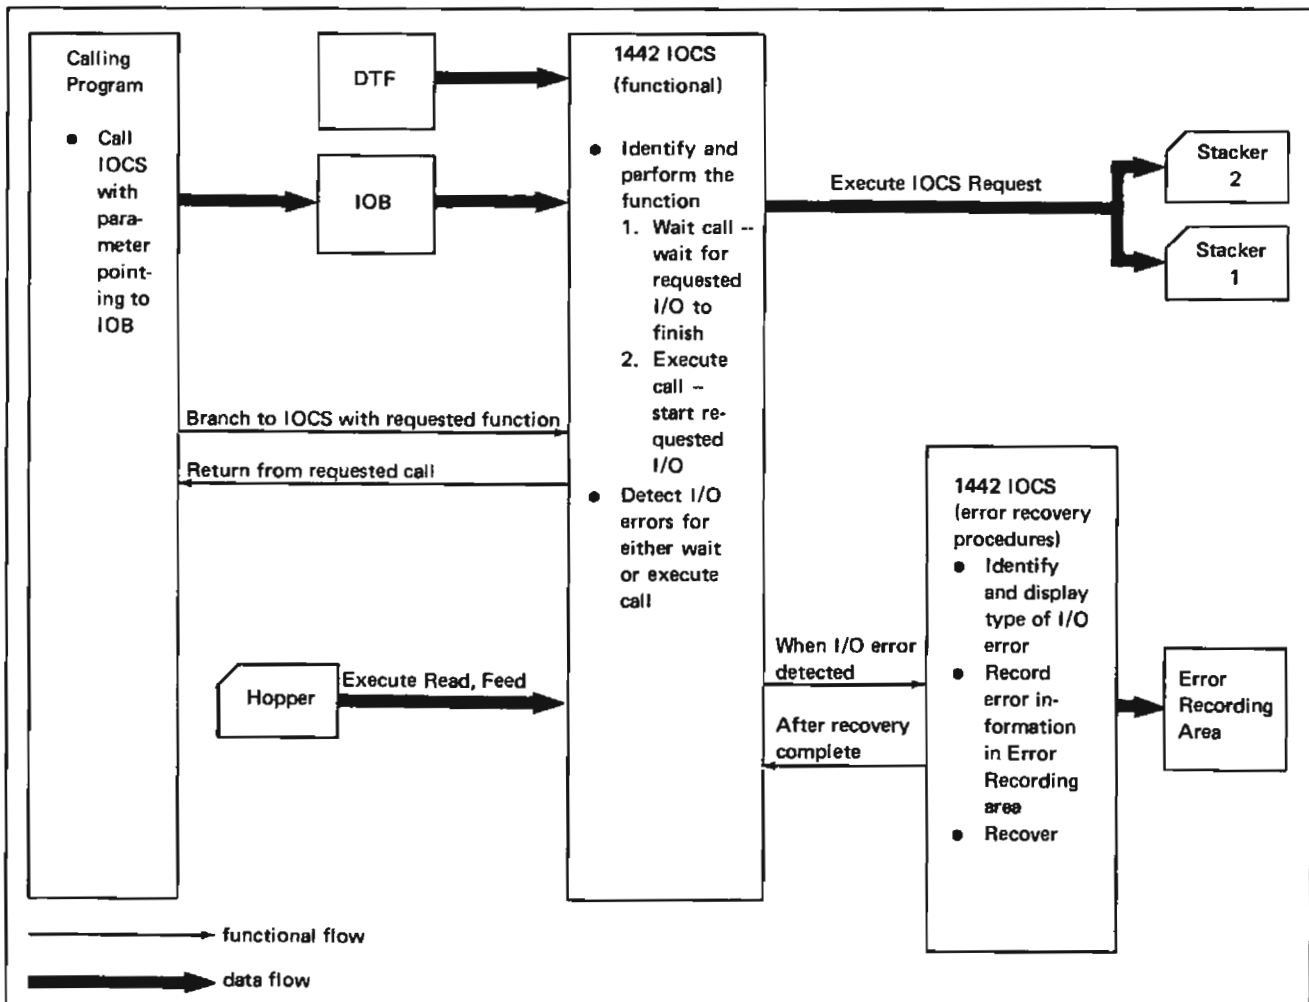 Calling
Program
● Call
IOCS
with
para-
meter
point-
ing to
IOB
DTF
IOB
1442 IOCS
(functional)
● Identify and
perform the
function
1. Wait call --
wait for
requested
I/O to
finish
2. Execute
call --
start re-
quested
I/O
● Detect I/O
errors for
either wait
or execute
call
Execute IOCS Request
Stacker
2
Stacker
1
Branch to IOCS with requested function
Return from requested call
Hopper
Execute Read, Feed
When I/O error
detected
After recovery
complete
1442 IOCS
(error recovery
procedures)
● Identify
and display
type of I/O
error
● Record
error in-
formation
in Error
Recording
area
● Recover
Error
Recording
Area
functional flow
data flow